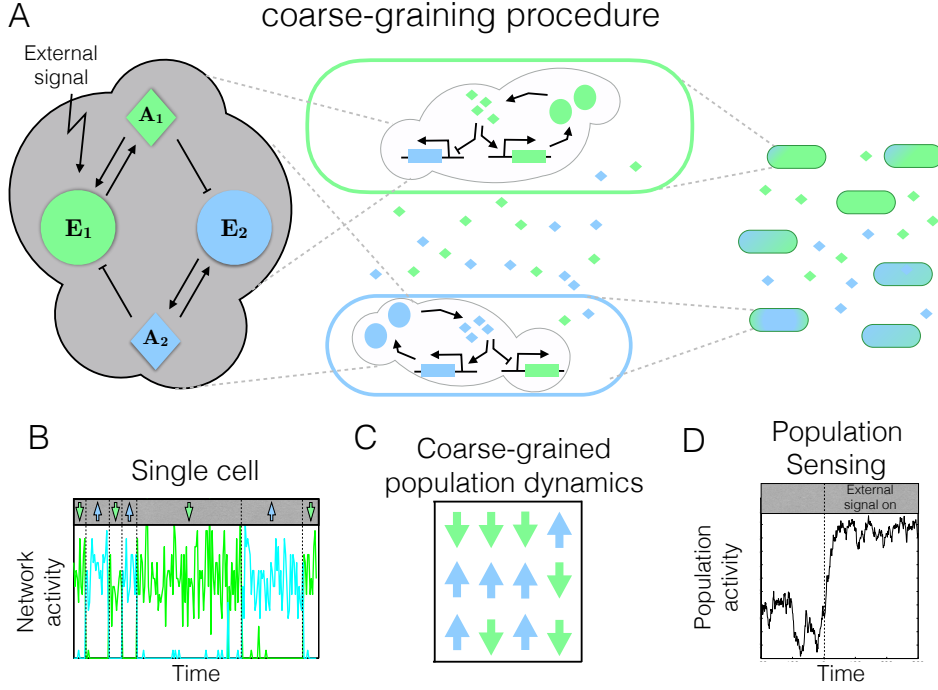 A
coarse-graining procedure
External
signal
A₁
E₁
E₂
A₂
B
Single cell
Network
activity
Time
C
Coarse-grained
population dynamics
D
Population
Sensing
External
signal on
Population
activity
Time